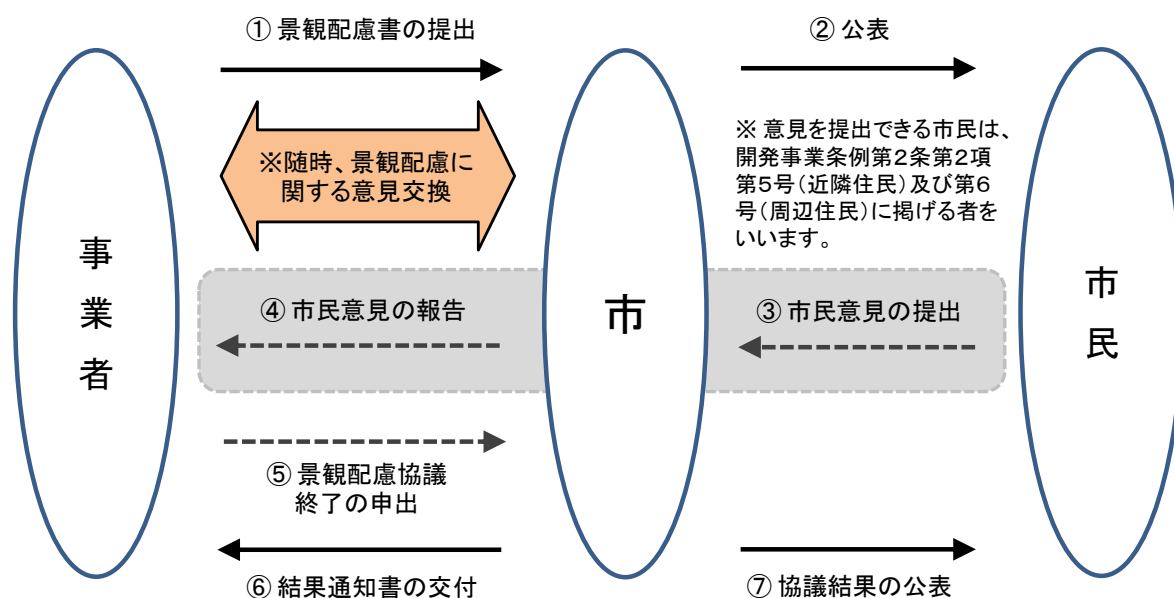 ① 景観配慮書の提出
② 公表
※随時、景観配慮に
関する意見交換
※ 意見を提出できる市民は、
開発事業条例第2条第2項
第5号(近隣住民)及び第6
号(周辺住民)に掲げる者を
いいます。
事業者
市
市民
④ 市民意見の報告
③ 市民意見の提出
⑤ 景観配慮協議
終了の申出
⑥ 結果通知書の交付
⑦ 協議結果の公表